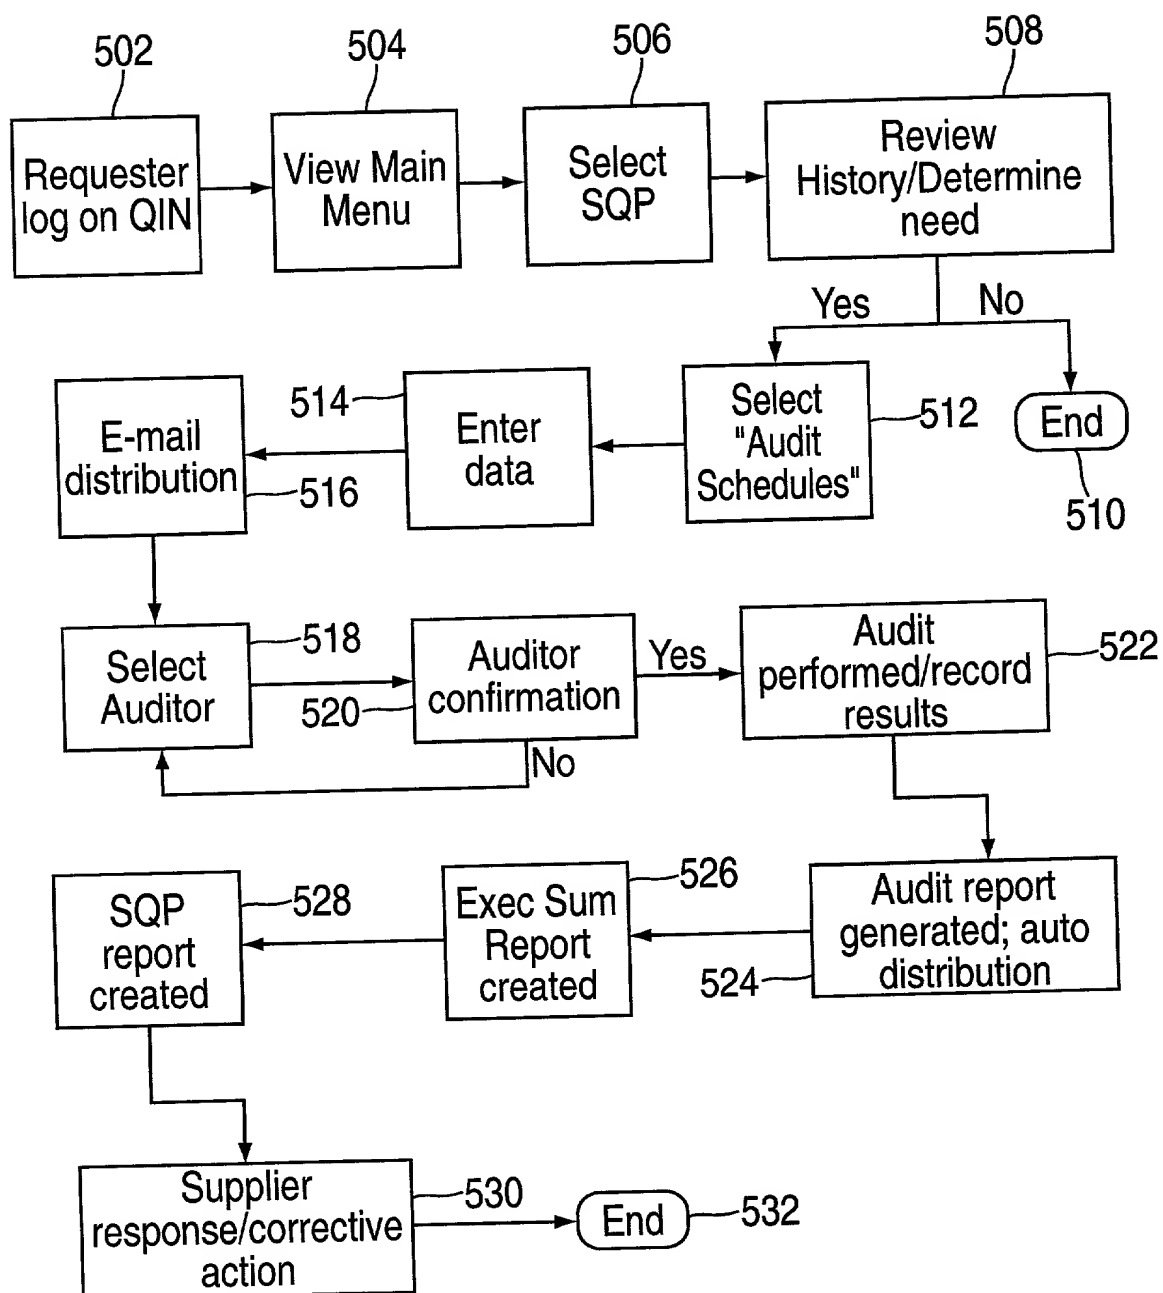 502
504
506
508
Requester
log on QIN
View Main
Menu
Select
SQP
Review
History/Determine
need
Yes
No
E-mail
distribution
516
514
Enter
data
Select
"Audit
Schedules"
512
End
510
Select
Auditor
518
520
Auditor
confirmation
Yes
No
Audit
performed/record
results
522
SQP
report
created
528
Exec Sum
Report
created
526
Audit report
generated; auto
distribution
524
Supplier
response/corrective
action
530
End
532